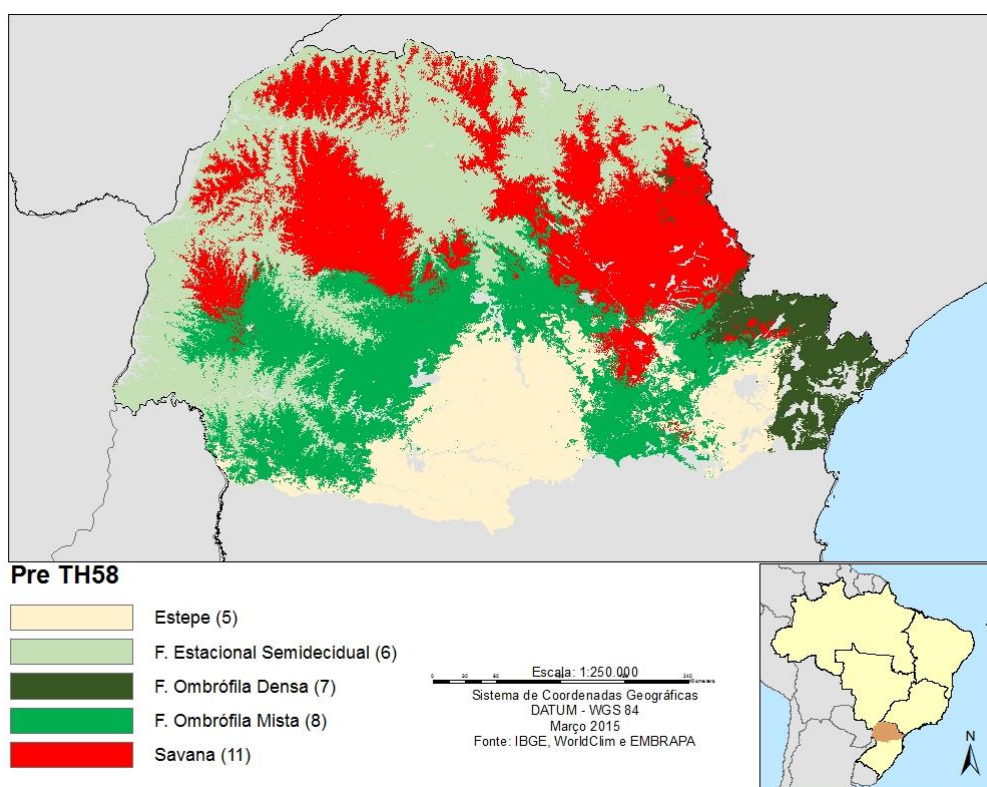 Pre TH58
Estepe (5)
F. Estacional Semidecidual (6)
F. Ombrófila Densa (7)
F. Ombrófila Mista (8)
Savana (11)
Escala: 1:250.000
Sistema de Coordenadas Geográficas
DATUM - WGS 84
Março 2015
Fonte: IBGE, WorldClim e EMBRAPA
N